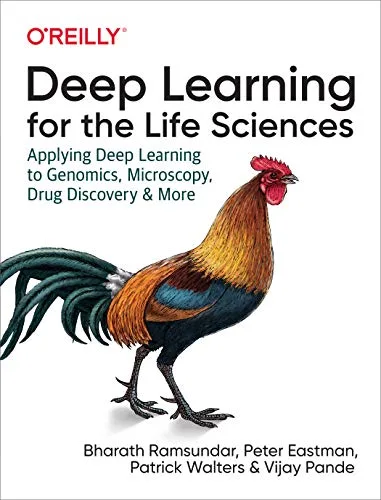 O'REILLY®
Deep Learning
for the Life Sciences
Applying Deep Learning
to Genomics, Microscopy,
Drug Discovery & More
Bharath Ramsundar, Peter Eastman,
Patrick Walters & Vijay Pande